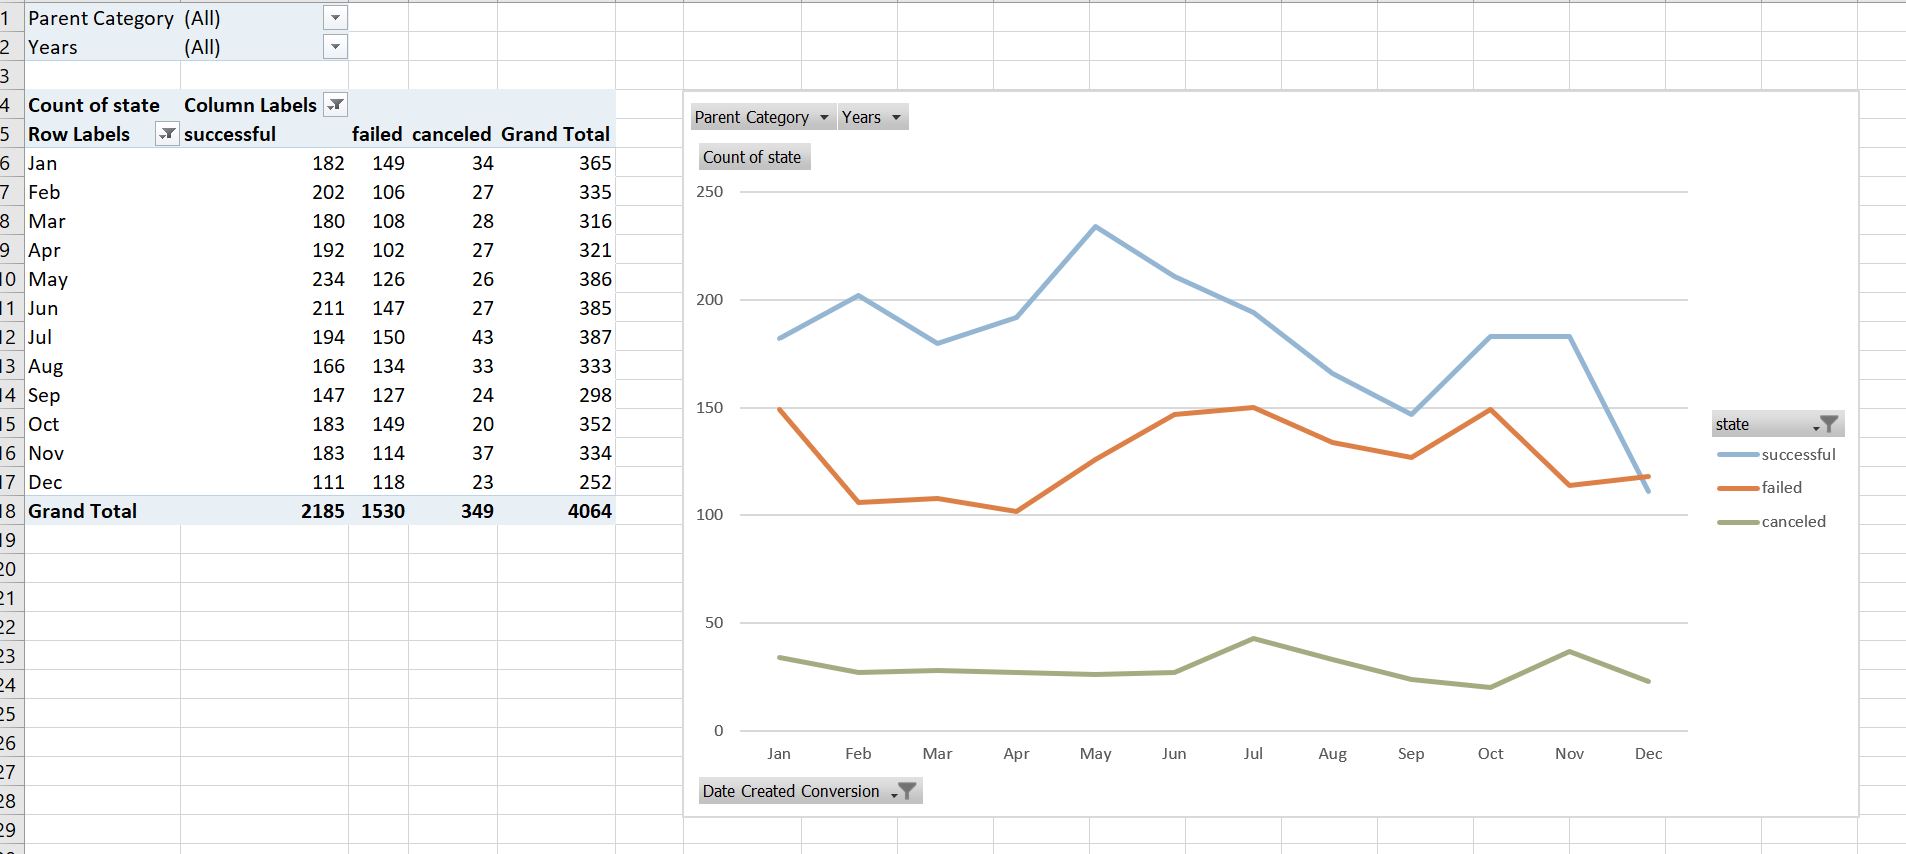 1 Parent Category (All)
2 Years (All)
3
4 Count of state Column Labels
5 Row Labels successful failed canceled Grand Total
6 Jan 182 149 34 365
7 Feb 202 106 27 335
8 Mar 180 108 28 316
9 Apr 192 102 27 321
10 May 234 126 26 386
11 Jun 211 147 27 385
12 Jul 194 150 43 387
13 Aug 166 134 33 333
14 Sep 147 127 24 298
15 Oct 183 149 20 352
16 Nov 183 114 37 334
17 Dec 111 118 23 252
18 Grand Total 2185 1530 349 4064
19
20
21
22
23
24
25
26
27
28
29
Parent Category Years
Count of state
250
200
150
100
50
0
Jan Feb Mar Apr May Jun Jul Aug Sep Oct Nov Dec
Date Created Conversion
state
successful
failed
canceled